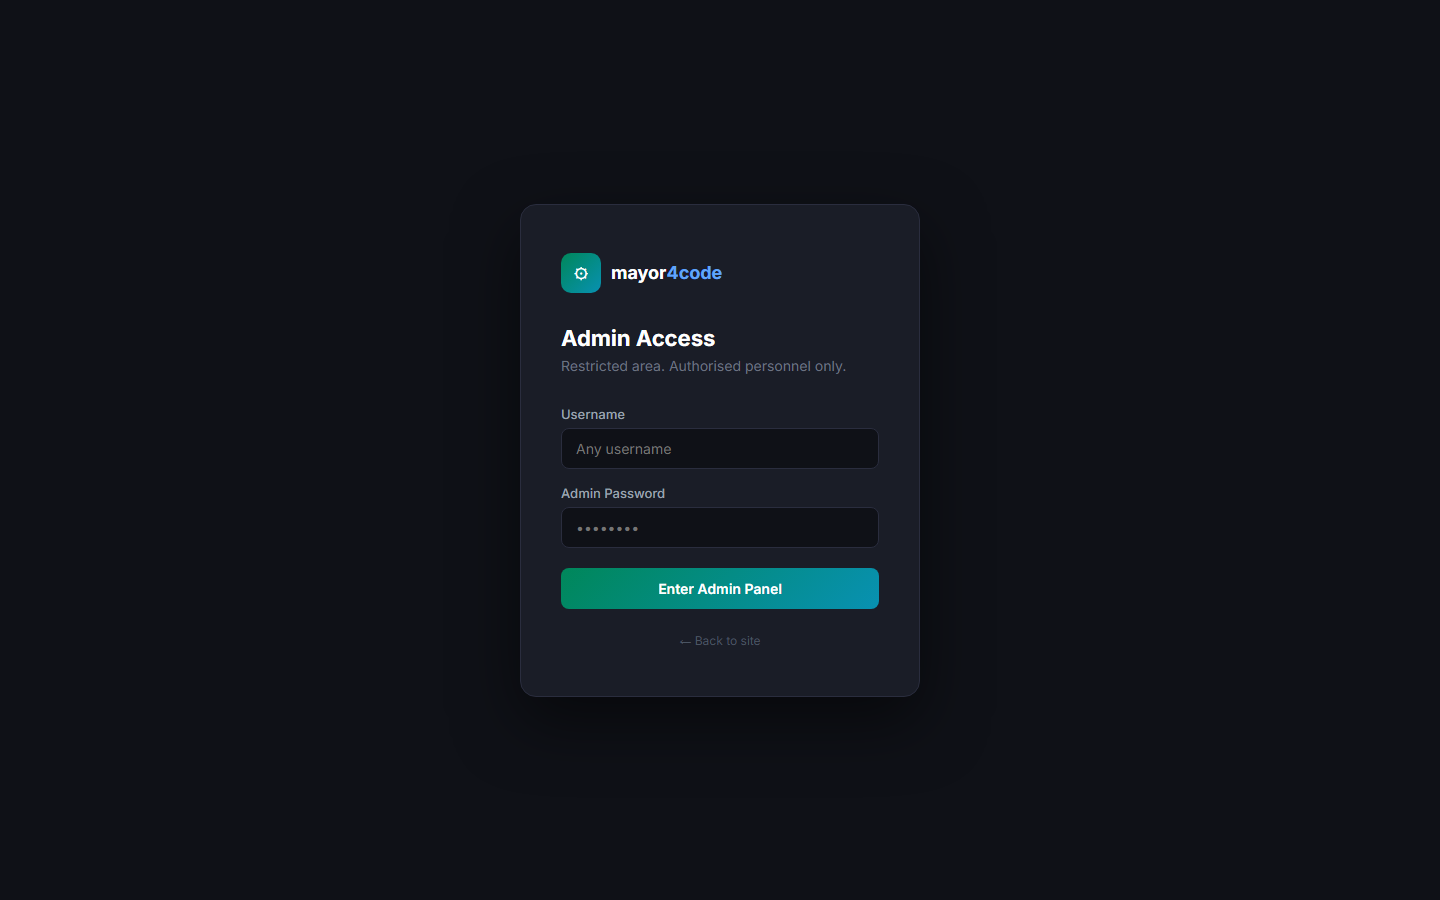 mayor4code
Admin Access
Restricted area. Authorised personnel only.
Username
Any username
Admin Password
••••••••
Enter Admin Panel
← Back to site